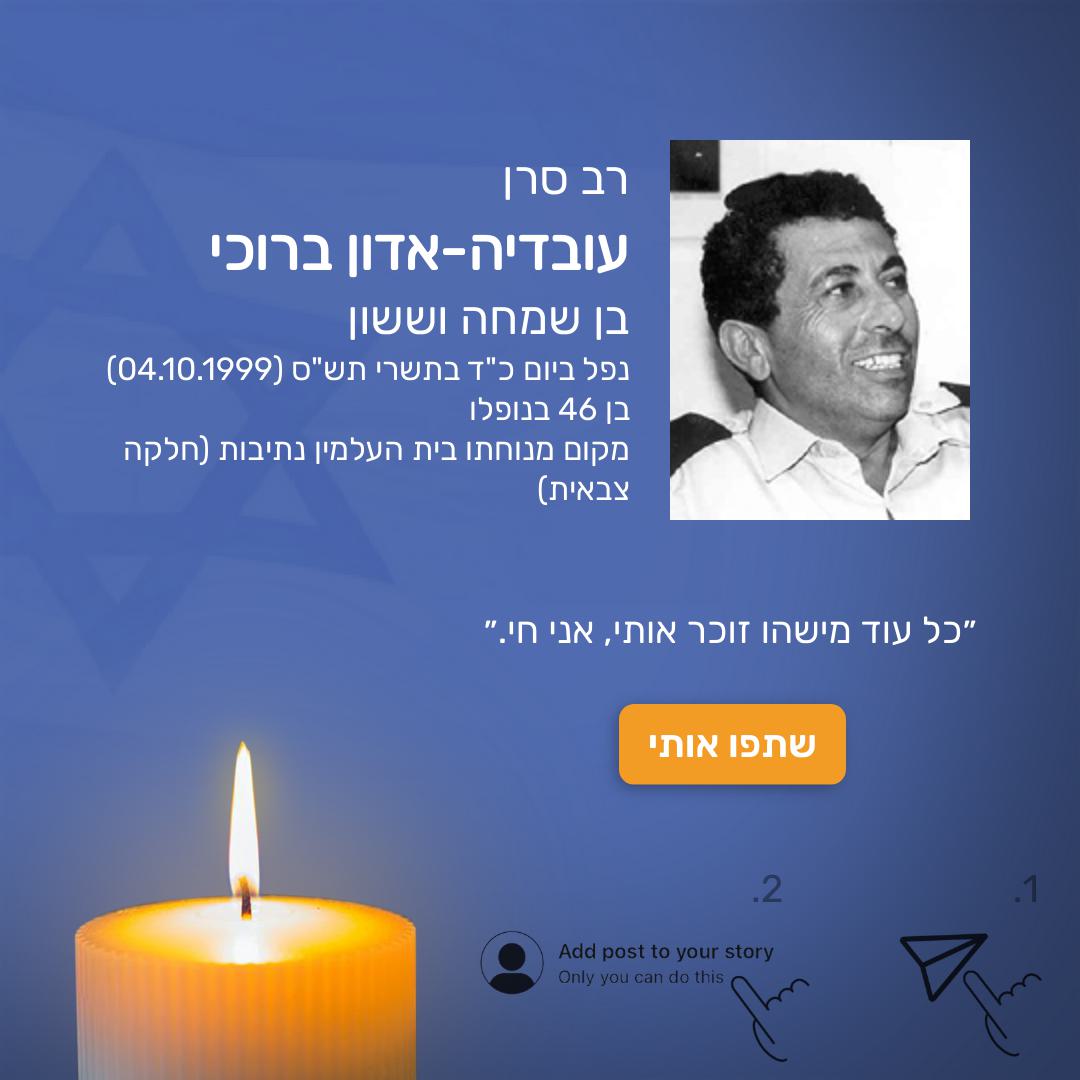 רב סרן
עובדיה-אדון ברוכי
בן שמחה וששון
נפל ביום כ"ד בתשרי תש"ס (04.10.1999)
בן 46 בנופלו
מקום מנוחתו בית העלמין נתיבות (חלקה
צבאית)
״כל עוד מישהו זוכר אותי, אני חי.״
שתפו אותי
.1
.2
Add post to your story
Only you can do this